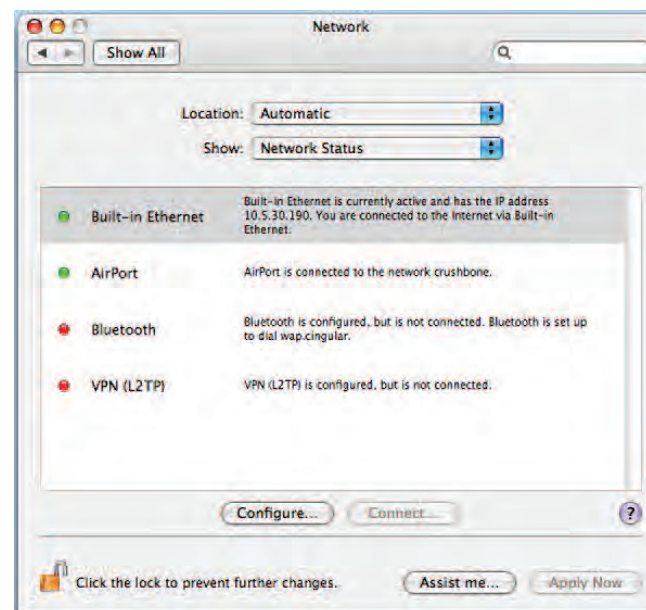 Network
Show All
Location: Automatic
Show: Network Status
Built-in Ethernet
Built-in Ethernet is currently active and has the IP address
10.5.30.190. You are connected to the Internet via Built-in
Ethernet.
AirPort
AirPort is connected to the network crushbone.
Bluetooth
Bluetooth is configured, but is not connected. Bluetooth is set up
to dial wap.cingular.
VPN (L2TP)
VPN (L2TP) is configured, but is not connected.
Configure... Connect... ?
Click the lock to prevent further changes. Assist me... Apply Now